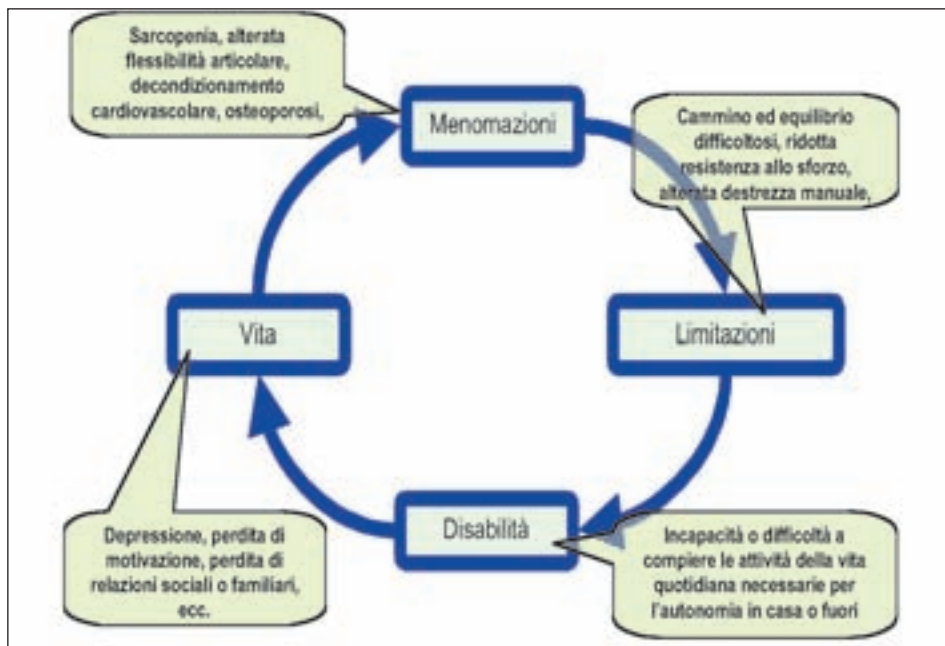 Sarcopenia, alterata
flessibilità articolare,
decondizionamento
cardiovascolare, osteoporosi,
Menomazioni
Cammino ed equilibrio
difficoltosi, ridotta
resistenza allo sforzo,
alterata destrezza manuale,
Vita
Limitazioni
Depressione, perdita di
motivazione, perdita di
relazioni sociali o familiari,
ecc.
Disabilità
Incapacità o difficoltà a
compiere le attività della vita
quotidiana necessarie per
l'autonomia in casa o fuori